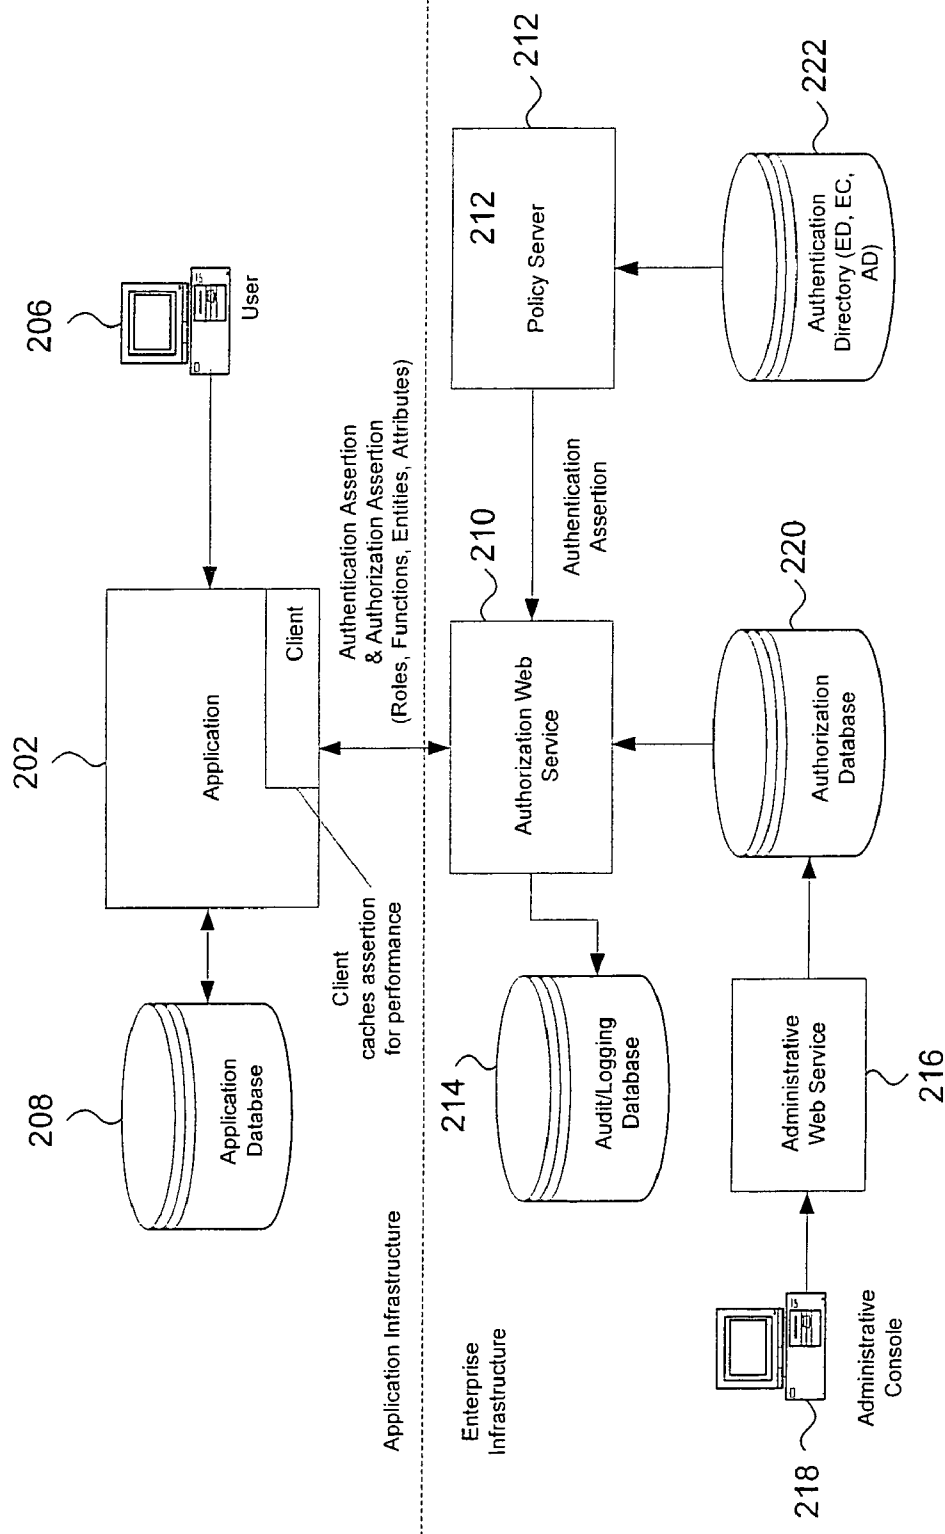 206
User
202
Application
Client
208
Application
Database
Client
caches assertion
for performance
Authentication Assertion
& Authorization Assertion
(Roles, Functions, Entities, Attributes)
Application Infrastructure
Enterprise
Infrastructure
214
Audit/Logging
Database
210
Authorization Web
Service
Authentication
Assertion
212
212
Policy Server
218
Administrative
Console
216
Administrative
Web Service
220
Authorization
Database
222
Authentication
Directory (ED, EC,
AD)